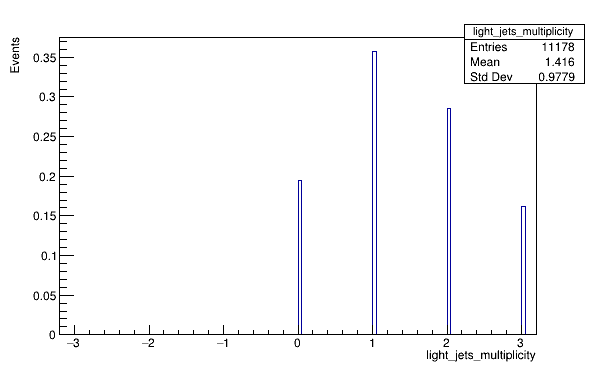 light_jets_multiplicity
Entries 11178
Mean 1.416
Std Dev 0.9779
Events
0.35
0.3
0.25
0.2
0.15
0.1
0.05
0
−3 −2 −1 0 1 2 3
light_jets_multiplicity